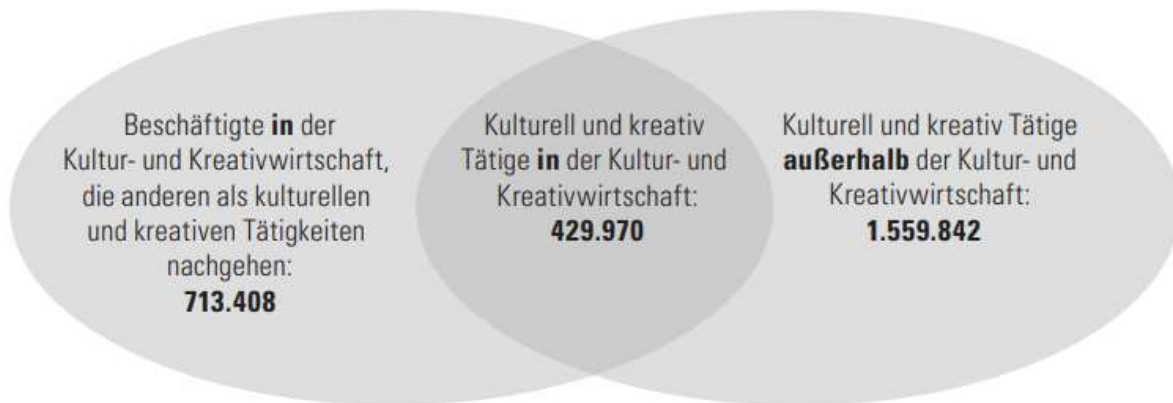 Beschäftigte in der
Kultur- und Kreativwirtschaft,
die anderen als kulturellen
und kreativen Tätigkeiten
nachgehen:
713.408
Kulturell und kreativ
Tätige in der Kultur- und
Kreativwirtschaft:
429.970
Kulturell und kreativ Tätige
außerhalb der Kultur- und
Kreativwirtschaft:
1.559.842